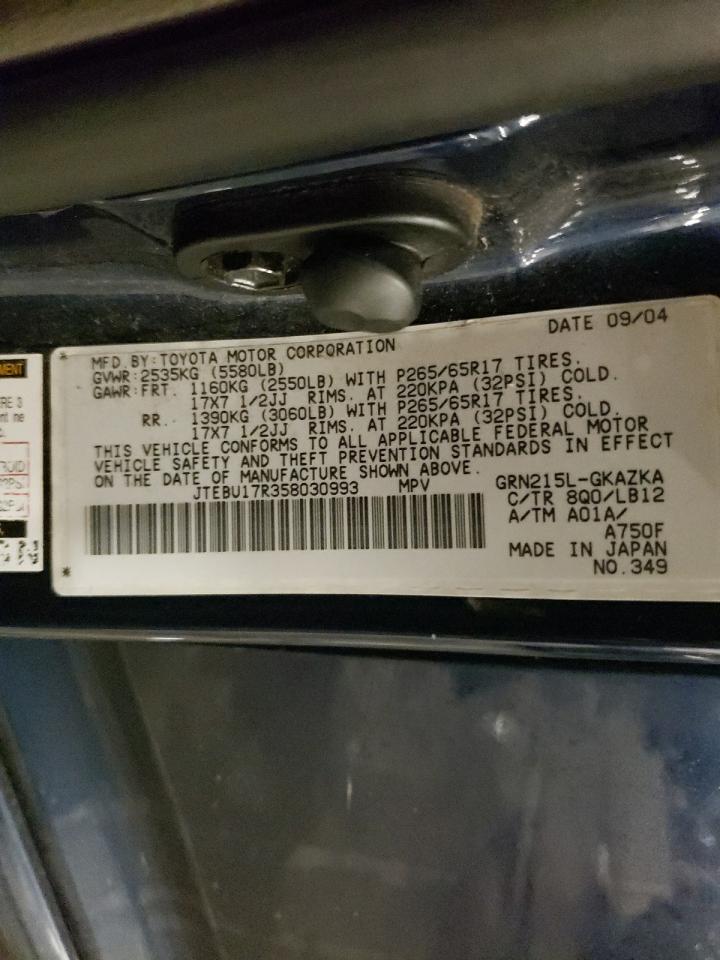 DATE 09/04
MFD.BY:TOYOTA MOTOR CORPORATION
GVWR:2535KG (5580LB)
GAWR:FRT. 1160KG (2550LB) WITH P265/65R17 TIRES.
17X7 1/2JJ RIMS. AT 220KPA (32PSI) COLD.
RR. 1390KG (3060LB) WITH P265/65R17 TIRES.
17X7 1/2JJ RIMS. AT 220KPA (32PSI) COLD.
THIS VEHICLE CONFORMS TO ALL APPLICABLE FEDERAL MOTOR
VEHICLE SAFETY AND THEFT PREVENTION STANDARDS IN EFFECT
ON THE DATE OF MANUFACTURE SHOWN ABOVE.
JTEBU17R358030993 MPV
GRN215L-GKAZKA
C/TR 8Q0/LB12
A/TM A01A/
A750F
MADE IN JAPAN
NO.349